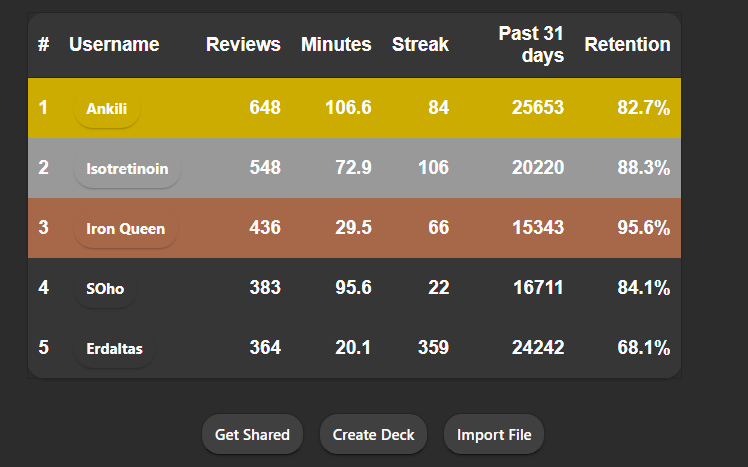 # Username Reviews Minutes Streak Past 31 days Retention
1 Ankili 648 106.6 84 25653 82.7%
2 Isotretinoin 548 72.9 106 20220 88.3%
3 Iron Queen 436 29.5 66 15343 95.6%
4 SOho 383 95.6 22 16711 84.1%
5 Erdaltas 364 20.1 359 24242 68.1%
Get Shared Create Deck Import File